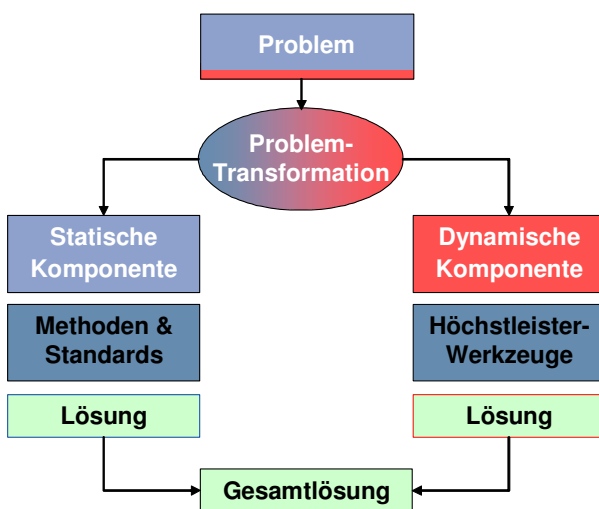 Problem
Problem-
Transformation
Statische
Komponente
Dynamische
Komponente
Methoden &
Standards
Höchstleister-
Werkzeuge
Lösung
Lösung
Gesamtlösung